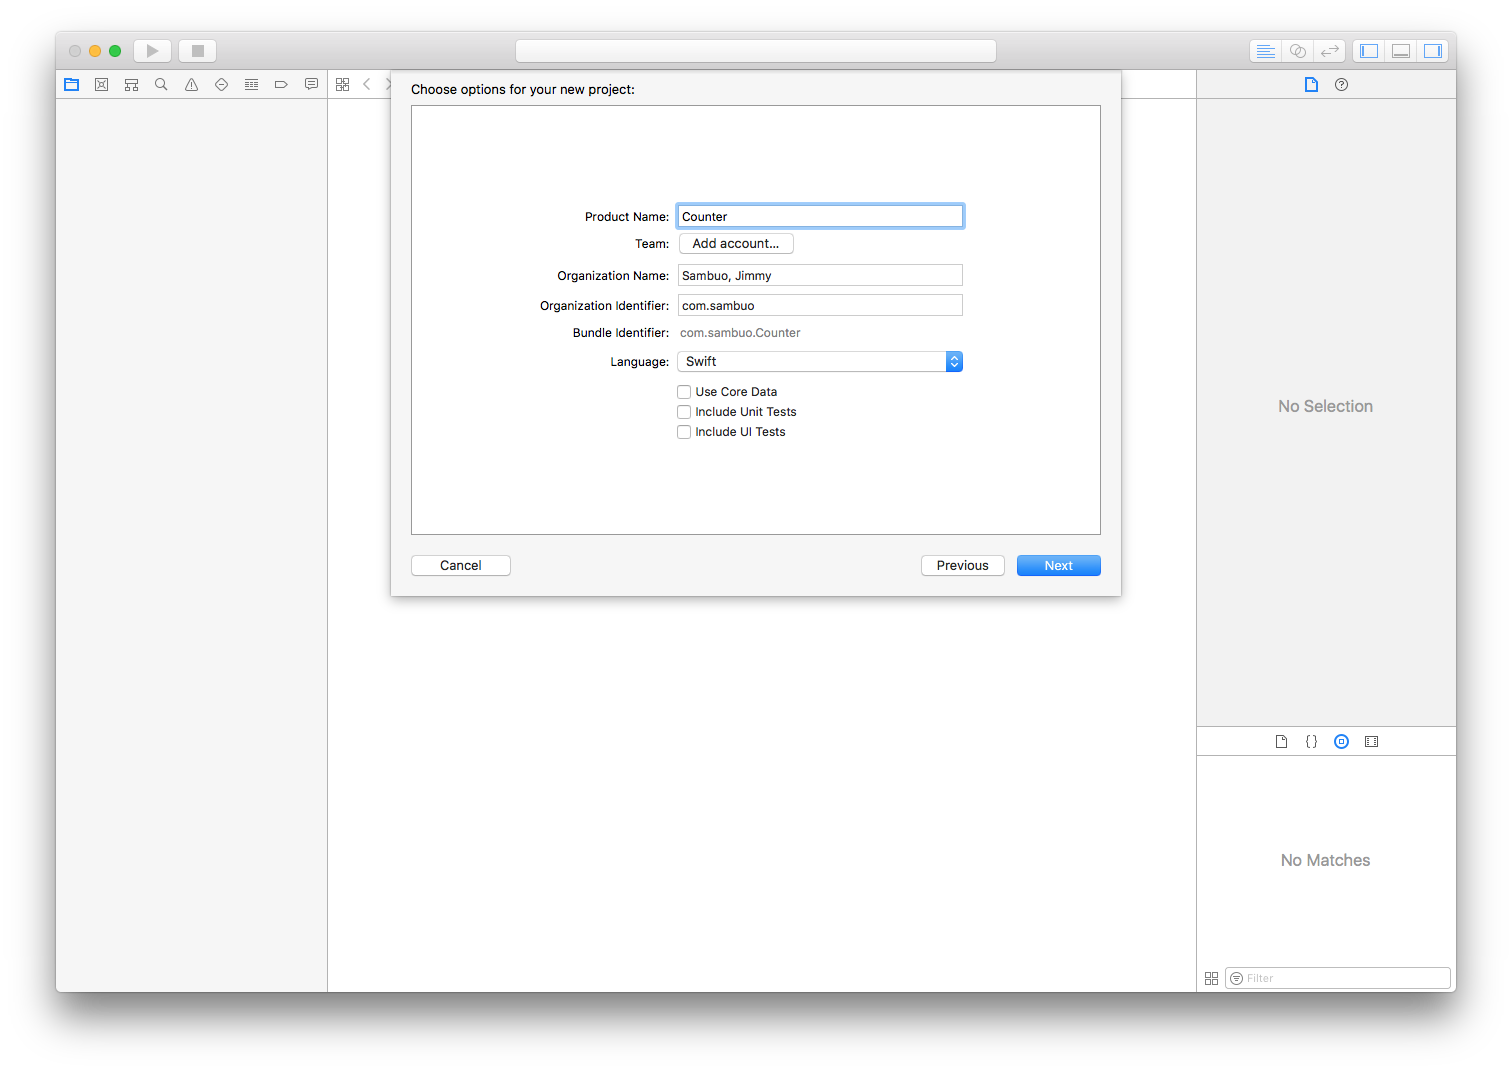 Choose options for your new project:
Product Name: Counter
Team: Add account...
Organization Name: Sambuo, Jimmy
Organization Identifier: com.sambuo
Bundle Identifier: com.sambuo.Counter
Language: Swift
Use Core Data
Include Unit Tests
Include UI Tests
Cancel
Previous
Next
No Selection
No Matches
Filter